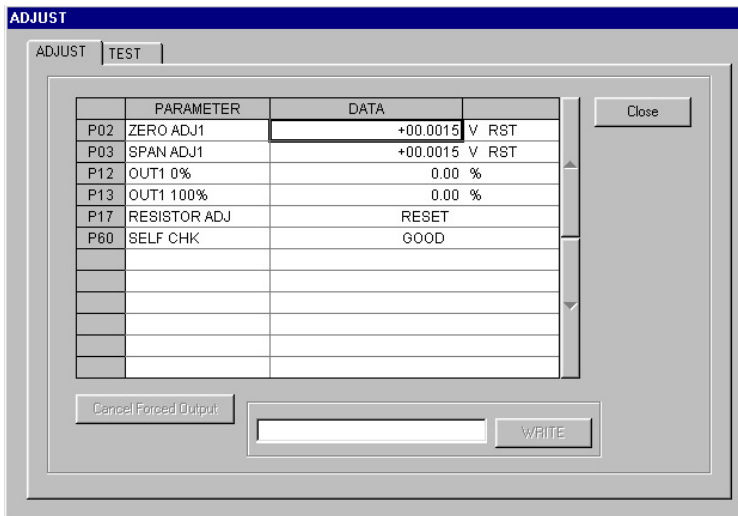 ADJUST
ADJUST TEST
PARAMETER DATA
P02 ZERO ADJ1 +00.0015 V RST
P03 SPAN ADJ1 +00.0015 V RST
P12 OUT1 0% 0.00 %
P13 OUT1 100% 0.00 %
P17 RESISTOR ADJ RESET
P60 SELF CHK GOOD
Close
Cancel Forced Output
WRITE